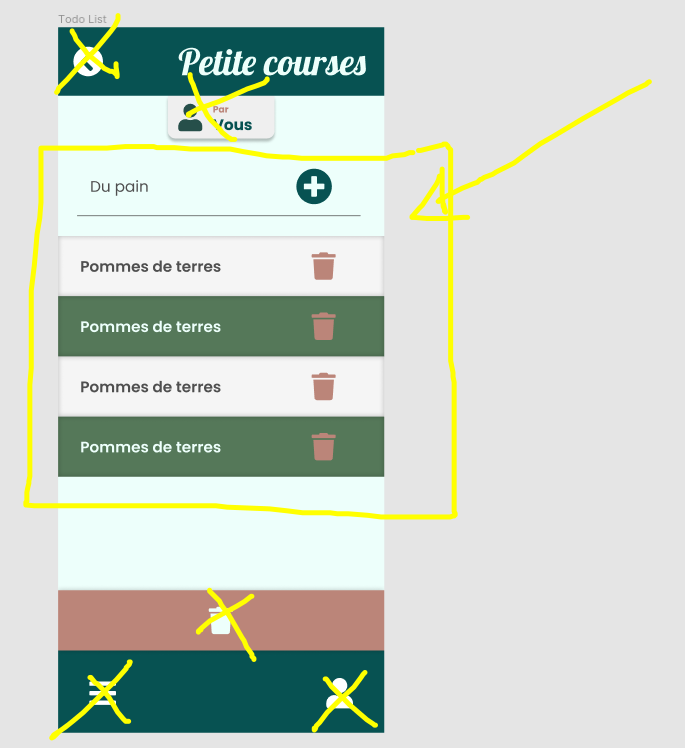 Todo List
Petite courses
Par
Vous
Du pain
Pommes de terres
Pommes de terres
Pommes de terres
Pommes de terres